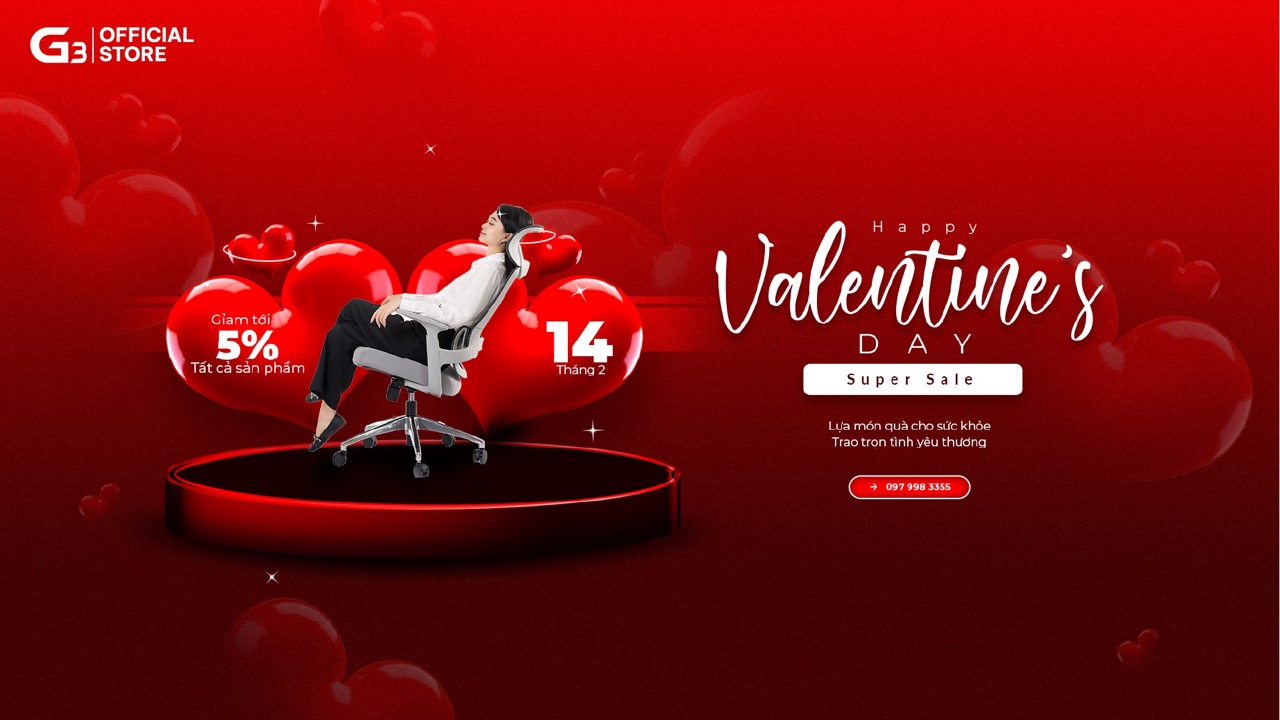 G3 OFFICIAL
STORE
Giảm tới
5%
Tất cả sản phẩm
14
Tháng 2
Happy
Valentine's
DAY
Super Sale
Lựa món quà cho sức khỏe
Trao trọn tình yêu thương
→ 097 998 3355